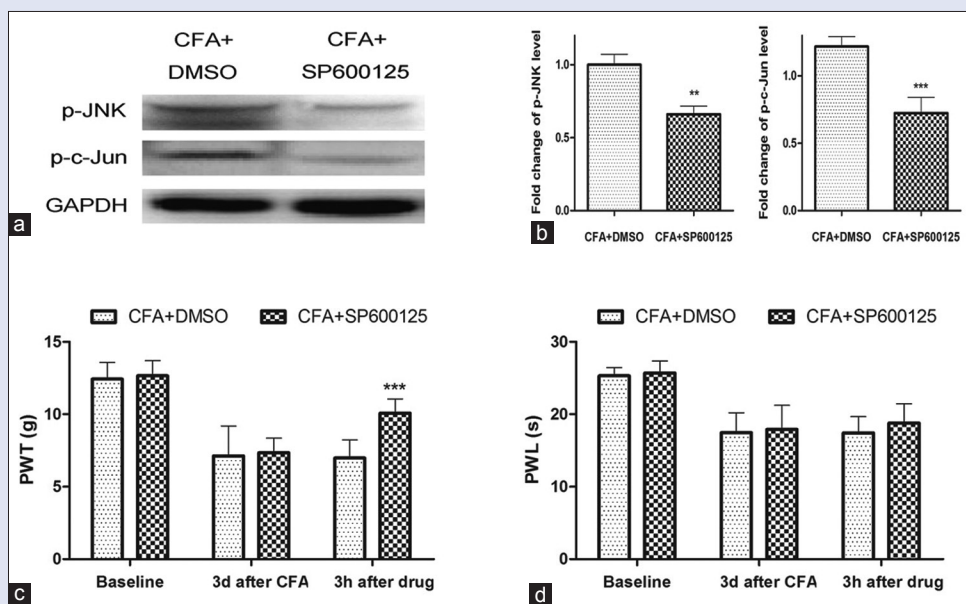 CFA+ DMSO
CFA+ SP600125
p-JNK
p-c-Jun
GAPDH
a
Fold change of p-JNK level
1.0
0.5
0.0
**
CFA+DMSO CFA+SP600125
b
Fold change of p-c-Jun level
1.0
0.5
0.0
***
CFA+DMSO CFA+SP600125
CFA+DMSO CFA+SP600125
PWT (g)
15
10
5
0
***
Baseline 3d after CFA 3h after drug
c
CFA+DMSO CFA+SP600125
PWL (s)
30
20
10
0
Baseline 3d after CFA 3h after drug
d